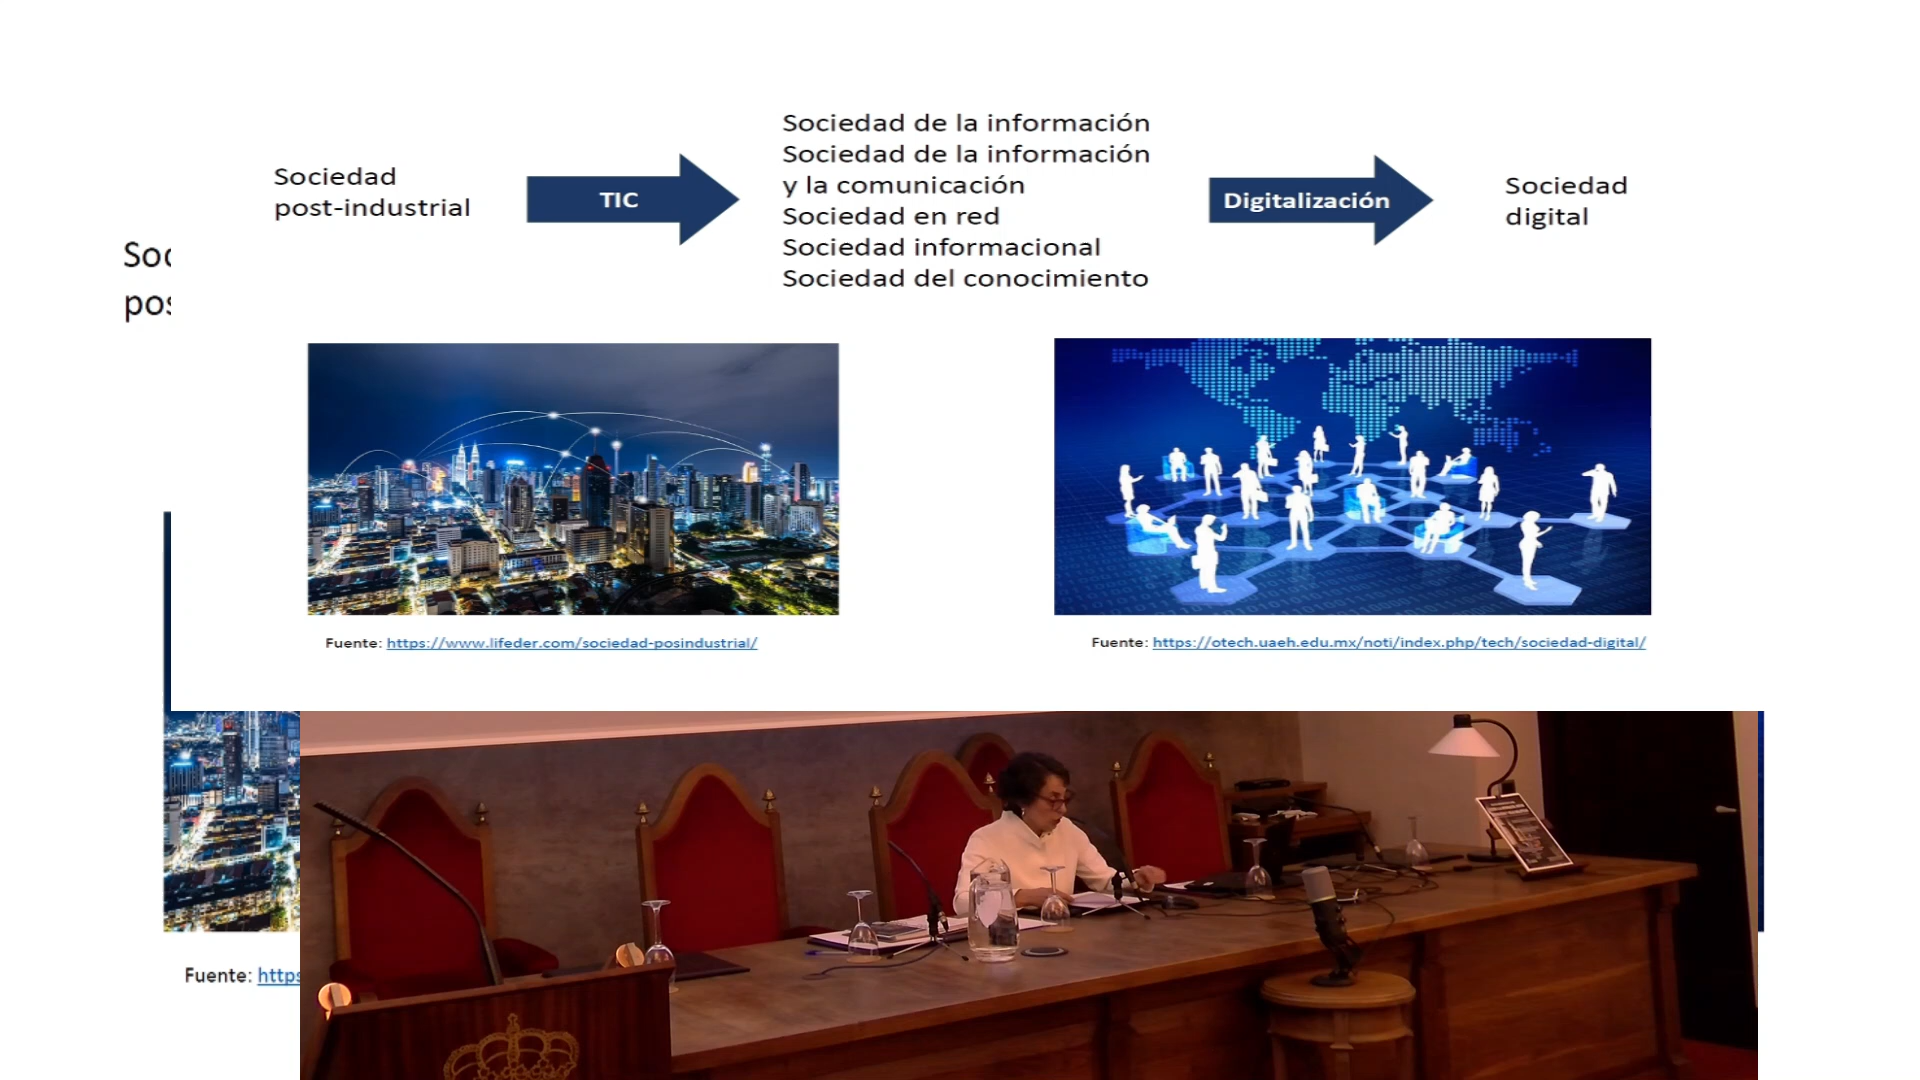 Sociedad
post-industrial
TIC
Sociedad de la información
Sociedad de la información
y la comunicación
Sociedad en red
Sociedad informacional
Sociedad del conocimiento
Digitalización
Sociedad
digital
Soc
pos
Fuente: https://www.lifeder.com/sociedad-posindustrial/
Fuente: https://otech.uaeh.edu.mx/noti/index.php/tech/sociedad-digital/
Fuente: https